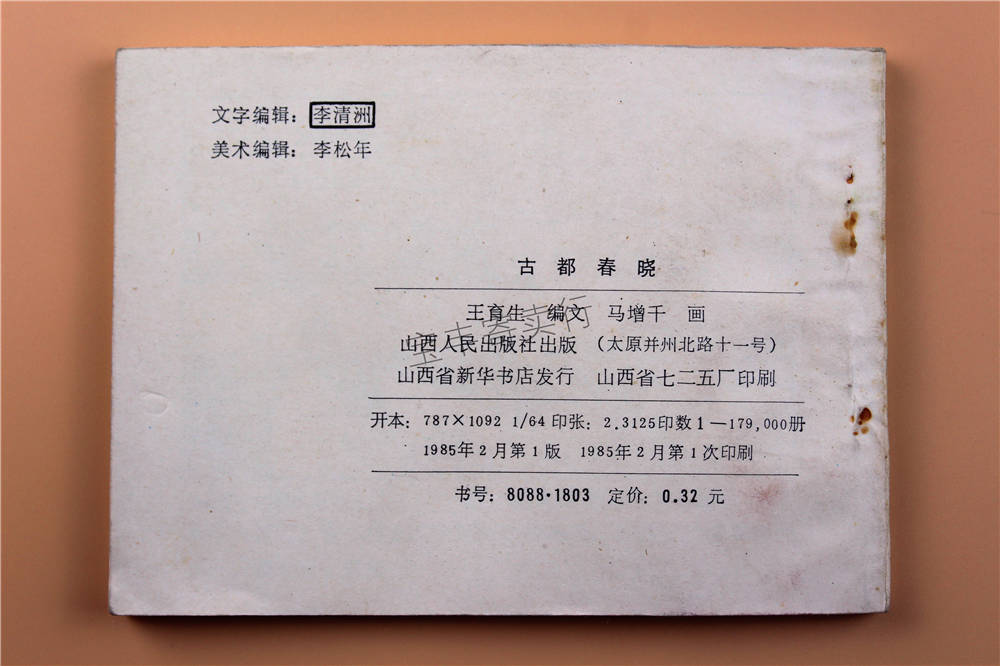 文字编辑：李清洲
美术编辑：李松年
古都春晓
王育生 编文 马增千 画
山西人民出版社出版 （太原并州北路十一号）
山西省新华书店发行 山西省七二五厂印刷
开本：787×1092 1/64 印张：2.3125印数1—179,000册
1985年2月第1版 1985年2月第1次印刷
书号：8088·1803 定价：0.32 元